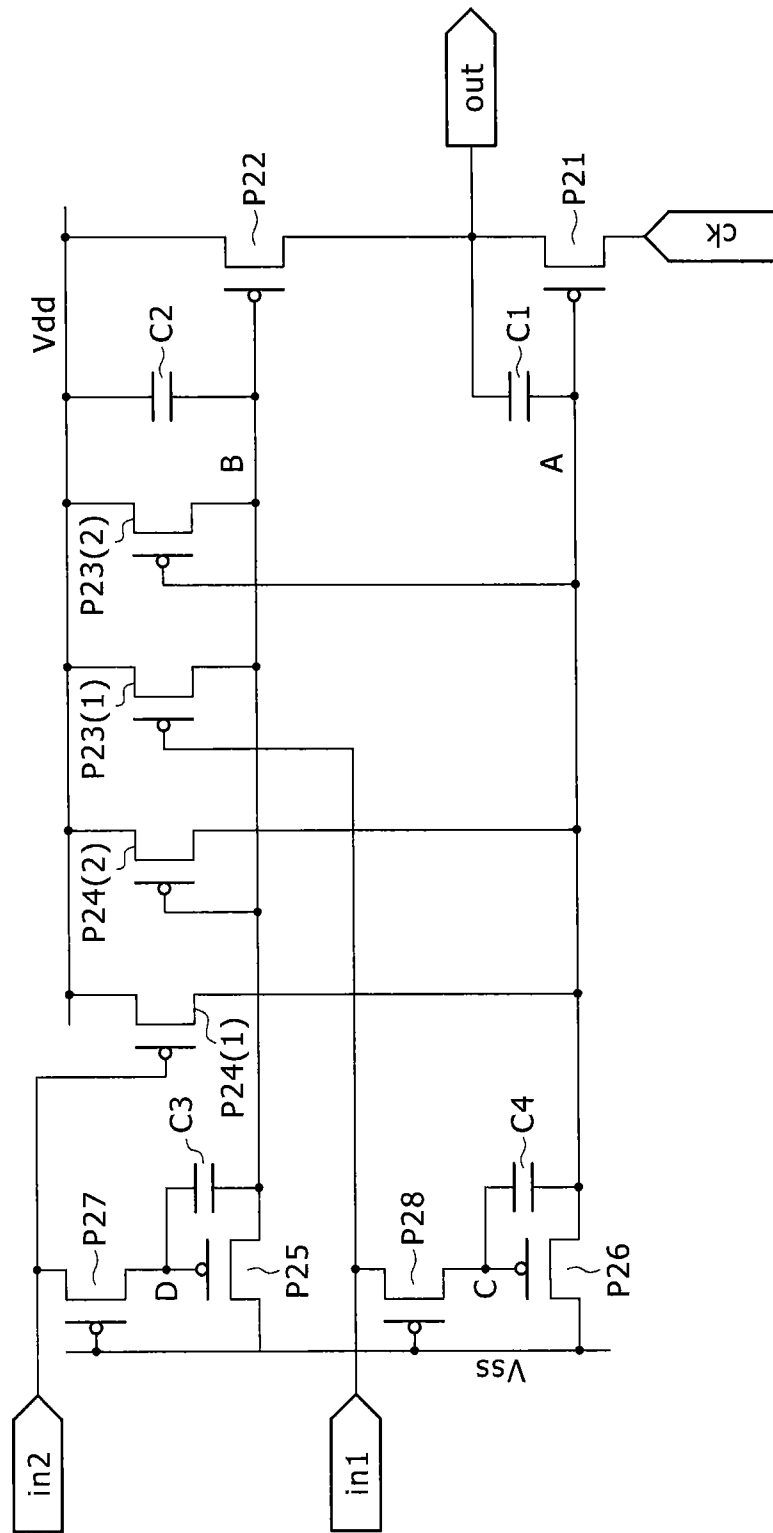 in2
in1
Vss
P27
D
P25
C3
P28
C
P26
C4
P24(1)
P24(2)
P23(1)
P23(2)
Vdd
B
A
C2
C1
P22
P21
out
ck